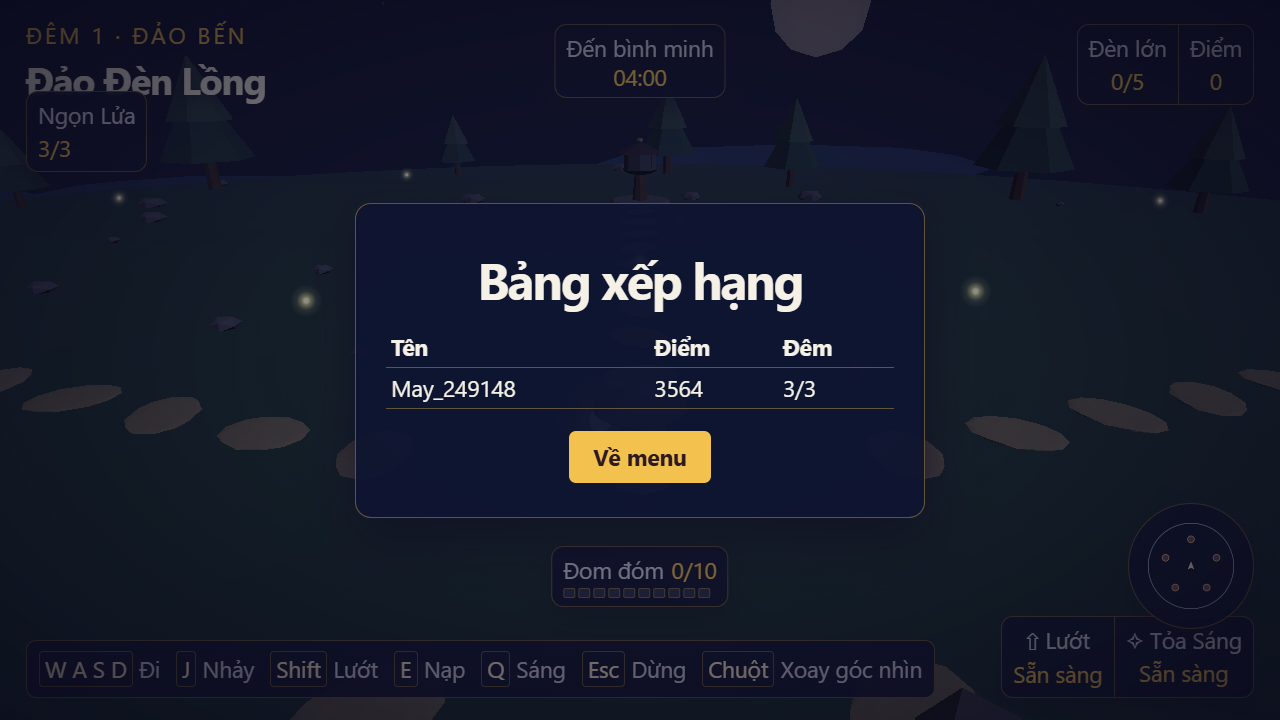 ĐÊM 1 · ĐẢO BẾN
Đảo Đèn Lồng
Ngọn Lửa
3/3
Đến bình minh
04:00
Đèn lớn
0/5
Điểm
0
Bảng xếp hạng
Tên Điểm Đêm
May_249148 3564 3/3
Về menu
Đom đóm 0/10
W A S D Đi J Nhảy Shift Lướt E Nạp Q Sáng Esc Dừng Chuột Xoay góc nhìn
⇧ Lướt
Sẵn sàng
✧ Tỏa Sáng
Sẵn sàng